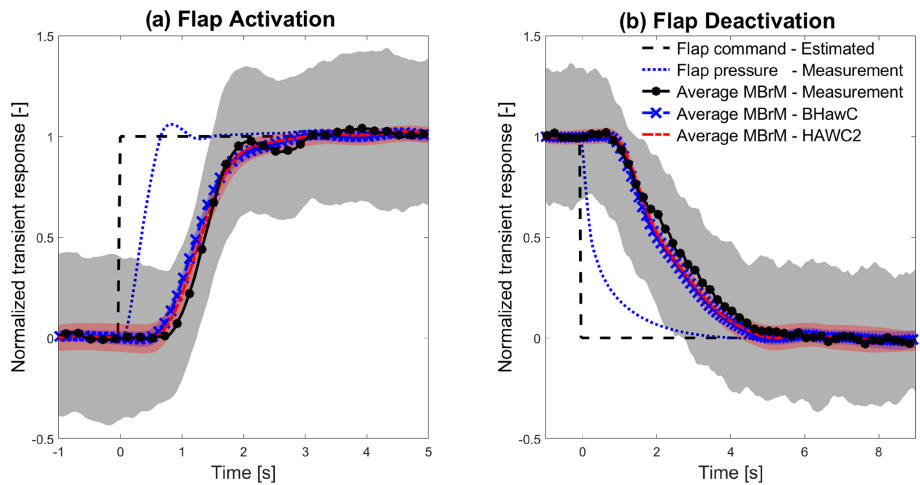 (a) Flap Activation
1.5
1
0.5
0
-0.5
-1
0
1
2
3
4
5
Normalized transient response [-]
Time [s]
(b) Flap Deactivation
Flap command - Estimated
Flap pressure - Measurement
Average MBrM - Measurement
Average MBrM - BHawC
Average MBrM - HAWC2
1.5
1
0.5
0
-0.5
0
2
4
6
8
Normalized transient response [-]
Time [s]